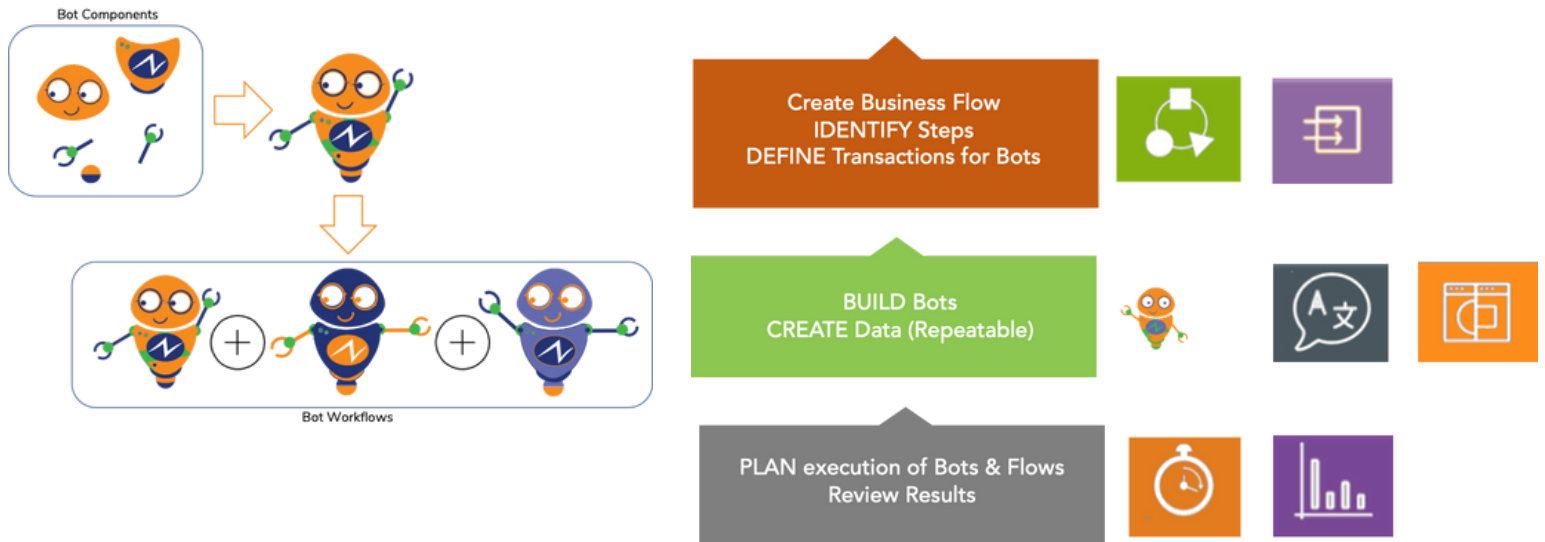 Bot Components
Bot Workflows
Create Business Flow
IDENTIFY Steps
DEFINE Transactions for Bots
BUILD Bots
CREATE Data (Repeatable)
A 文
PLAN execution of Bots & Flows
Review Results